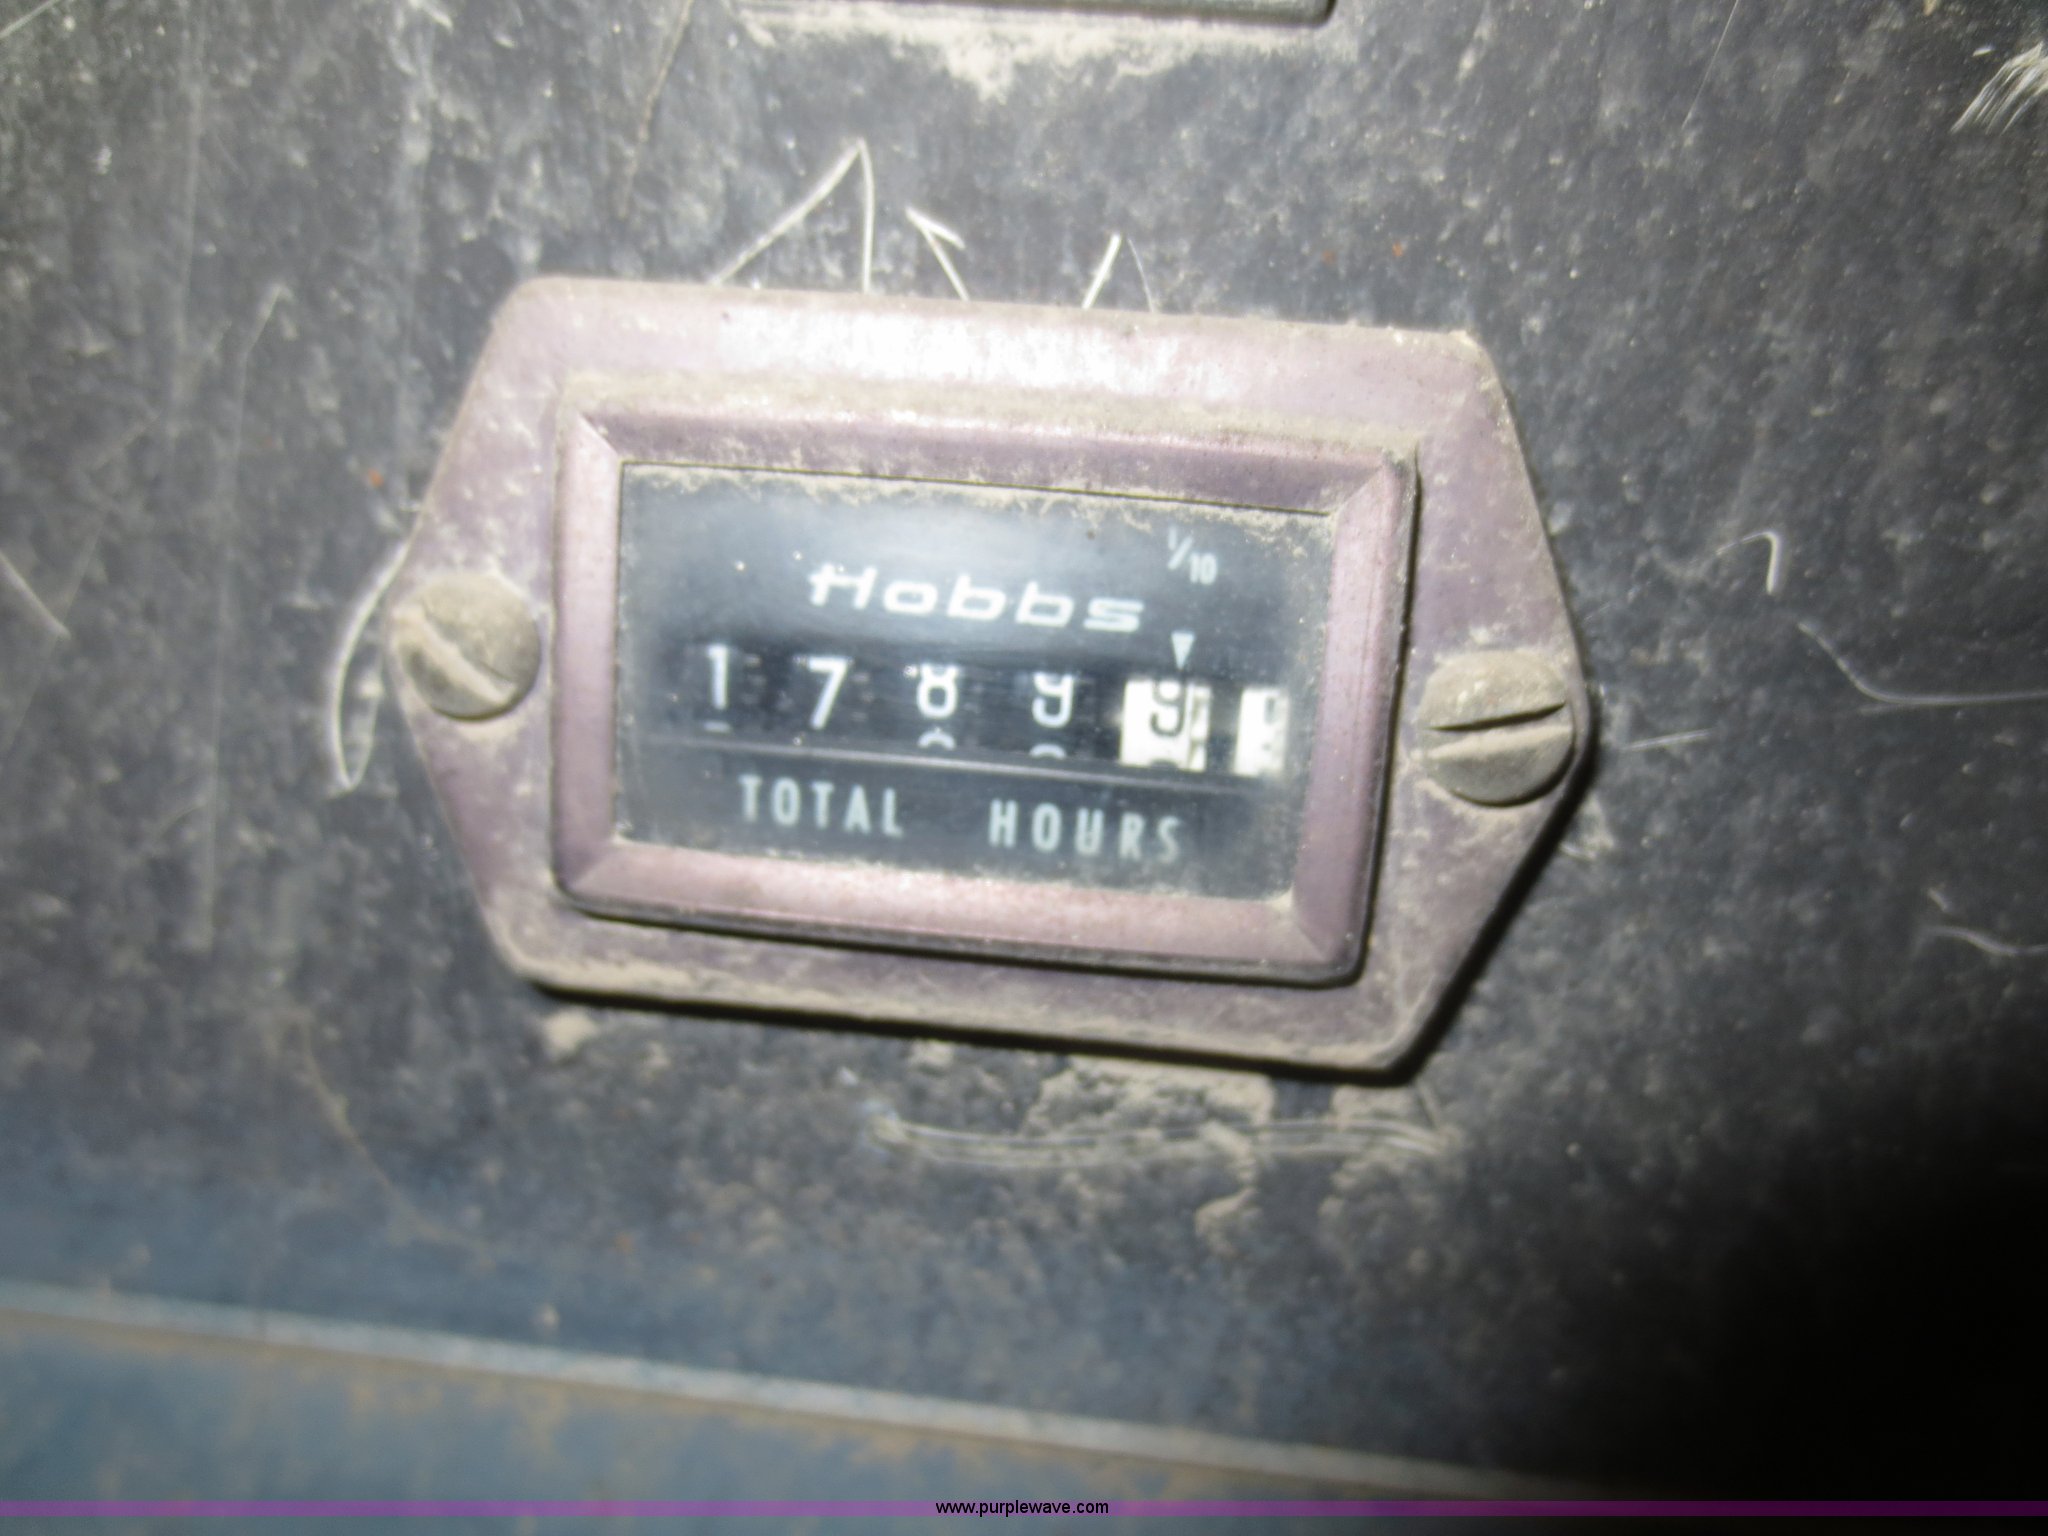 1/10
Hobbs
1 7 8 9 9
TOTAL HOURS
www.purplewave.com